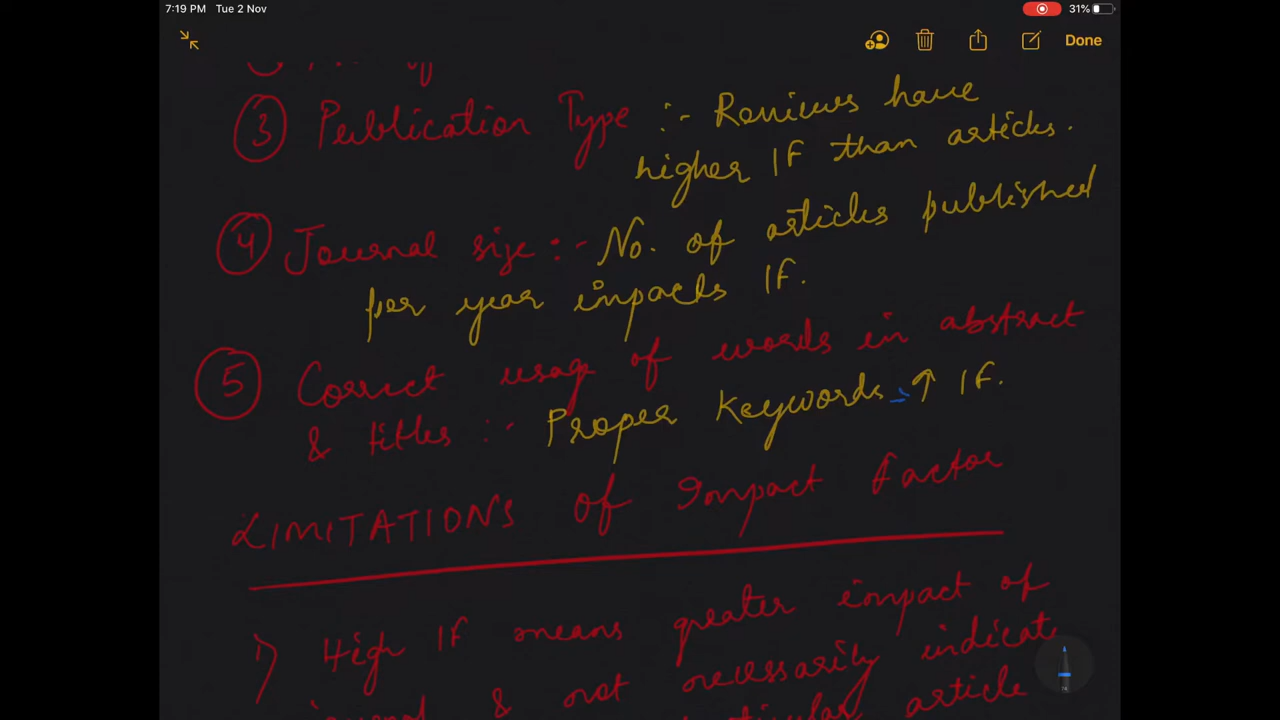 7:19 PM Tue 2 Nov 31%
Done
3 Publication Type :- Reviews have
higher IF than articles.
4 Journal size :- No. of articles published
per year impacts IF.
5 Correct usage of words in abstract
& titles :- Proper Keywords ↑ IF.
LIMITATIONS of Impact Factor
1) High IF means greater impact of
& not necessarily indicate
article